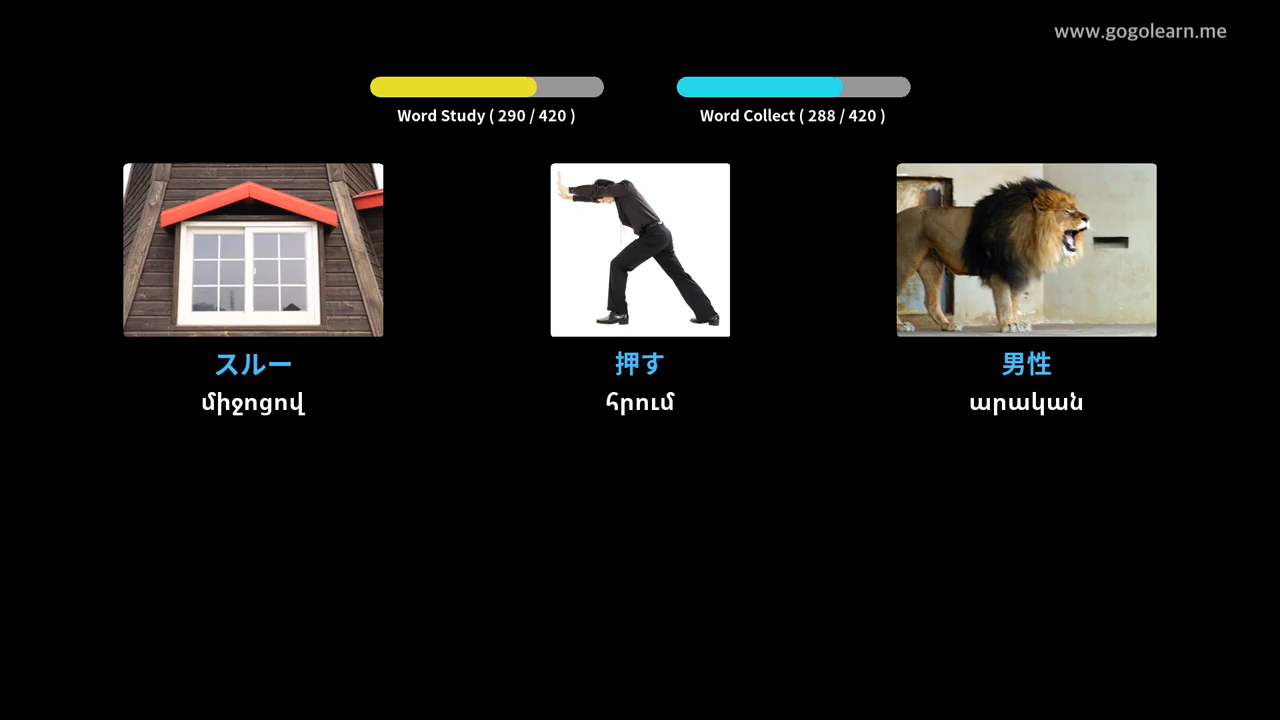 www.gogolearn.me
Word Study ( 290 / 420 )
Word Collect ( 288 / 420 )
スルー
押す
男性
միջոցով
հրում
արական